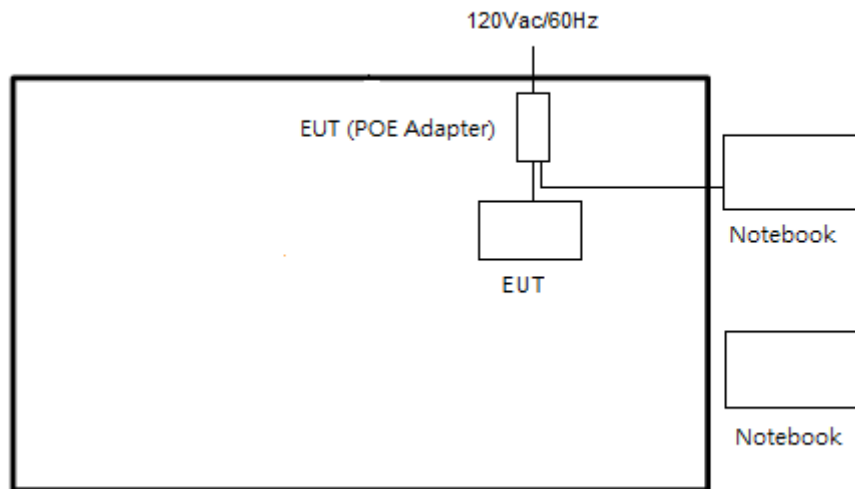 120Vac/60Hz
EUT (POE Adapter)
Notebook
EUT
Notebook